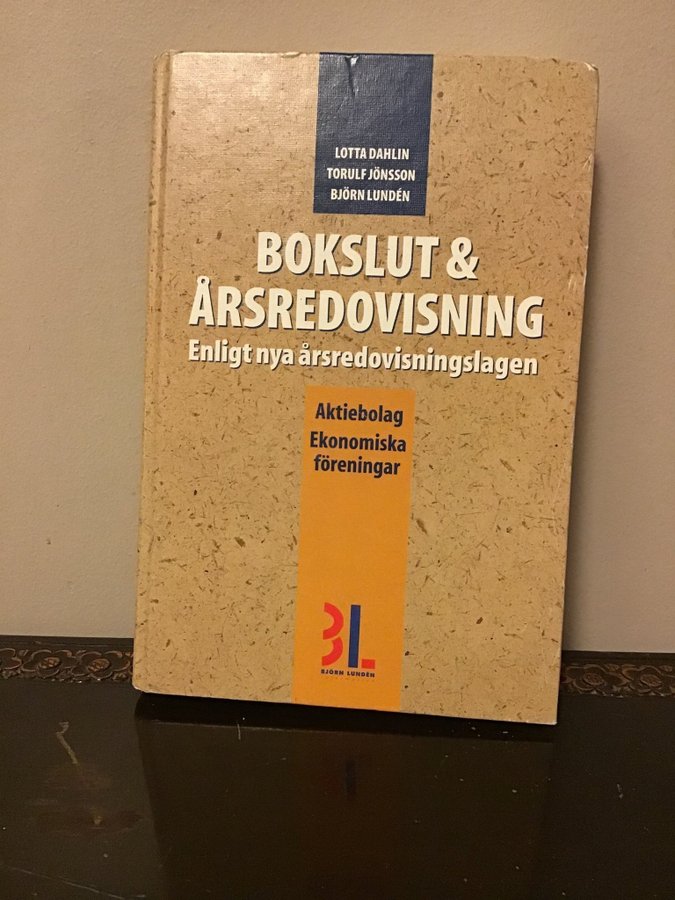 LOTTA DAHLIN
TORULF JÖNSSON
BJÖRN LUNDÉN
BOKSLUT &
ÅRSREDOVISNING
Enligt nya årsredovisningslagen
Aktiebolag
Ekonomiska
föreningar
BL
BJÖRN LUNDÉN